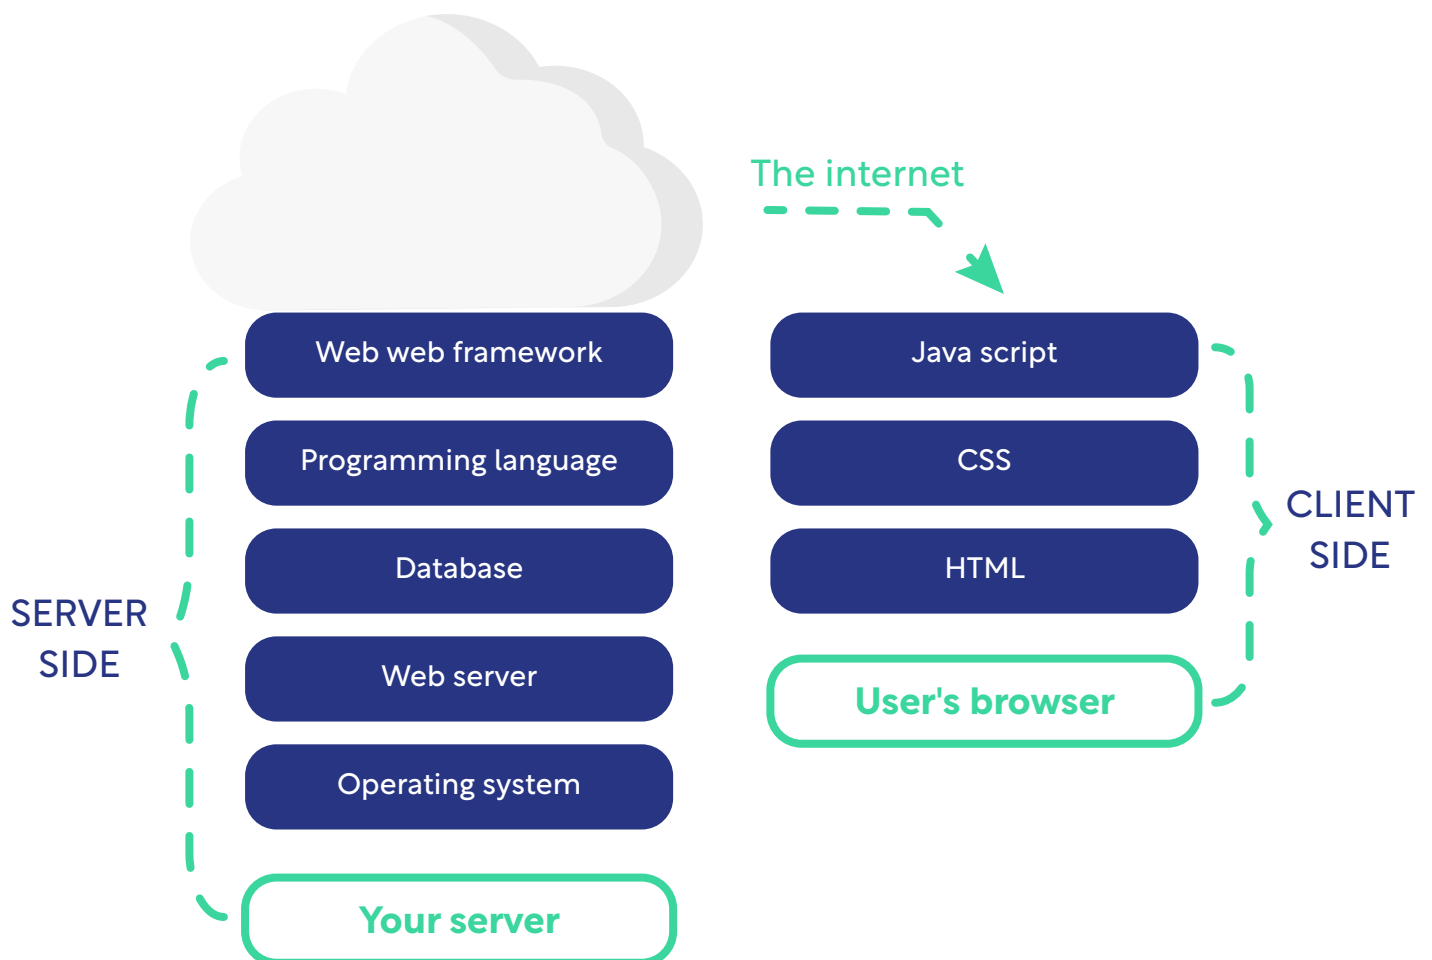 The internet
Web web framework
Programming language
Database
Web server
Operating system
Your server
SERVER
SIDE
Java script
CSS
HTML
User's browser
CLIENT
SIDE